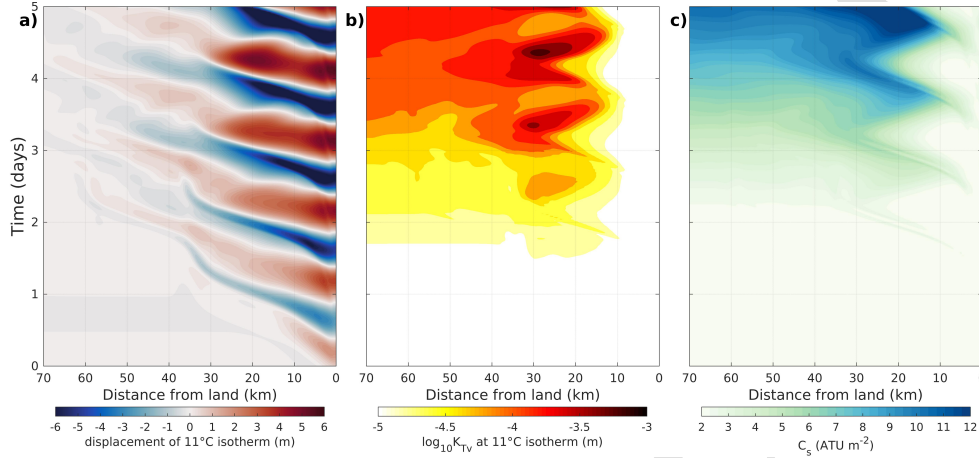 a)
b)
c)
5
4
3
2
1
0
Time (days)
70 60 50 40 30 20 10 0
70 60 50 40 30 20 10 0
70 60 50 40 30 20 10 0
Distance from land (km)
Distance from land (km)
Distance from land (km)
-6 -5 -4 -3 -2 -1 0 1 2 3 4 5 6
displacement of 11°C isotherm (m)
-5 -4.5 -4 -3.5 -3
log10KTv at 11°C isotherm (m)
2 3 4 5 6 7 8 9 10 11 12
Cs (ATU m-2)